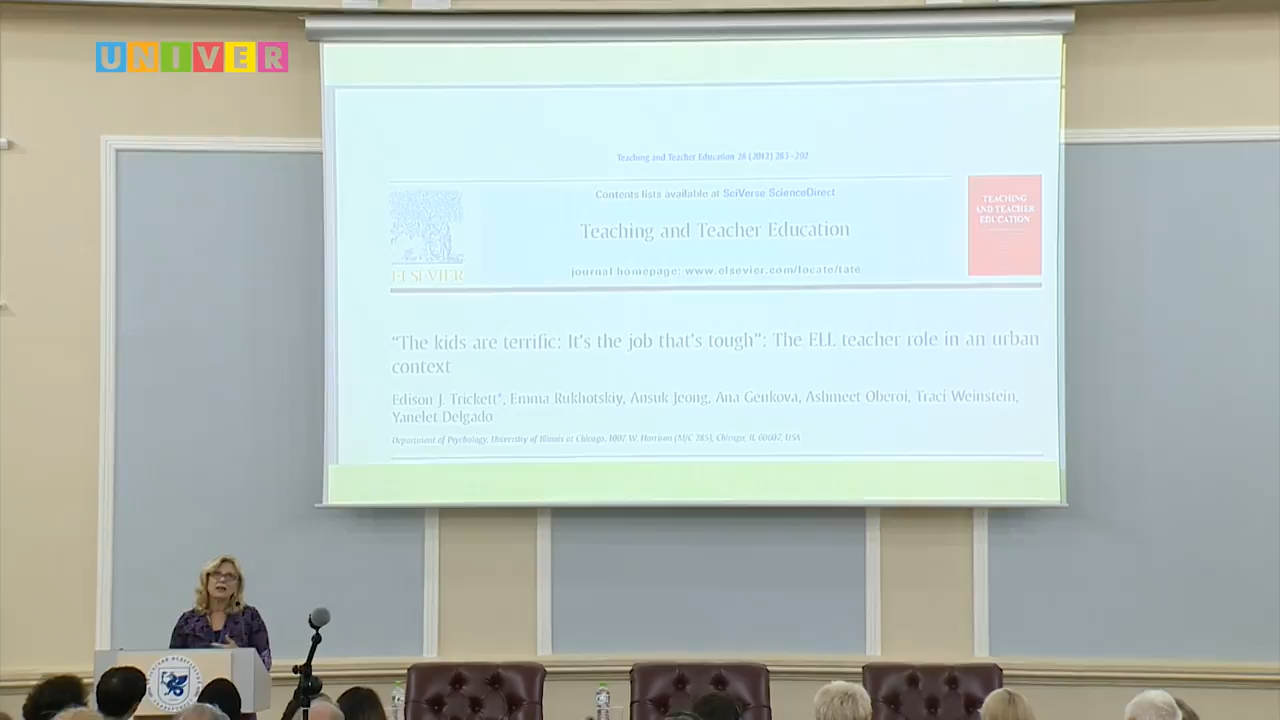 UNIVER
Teaching and Teacher Education 28 (2012) 283–292
Contents lists available at SciVerse ScienceDirect
Teaching and Teacher Education
journal homepage: www.elsevier.com/locate/tate
ELSEVIER
TEACHING
AND TEACHER
EDUCATION
“The kids are terrific: It’s the job that’s tough”: The ELL teacher role in an urban
context
Edison J. Trickett*, Emma Rukhotskiy, Ansuk Jeong, Ana Genkova, Ashmeet Oberoi, Traci Weinstein,
Yanelet Delgado
Department of Psychology, University of Illinois at Chicago, 1007 W. Harrison (M/C 285), Chicago, IL 60607, USA